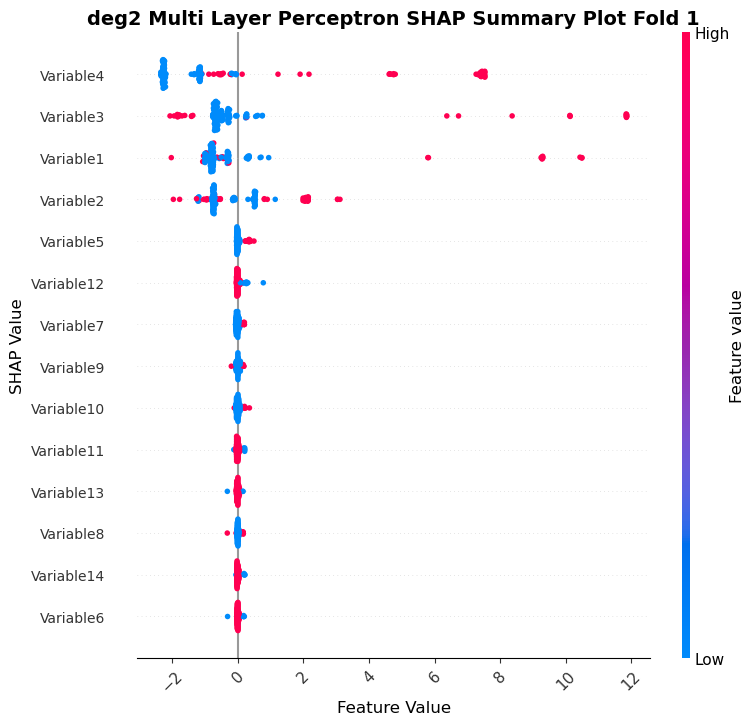 deg2 Multi Layer Perceptron SHAP Summary Plot Fold 1
High
Variable4
Variable3
Variable1
Variable2
Variable5
Variable12
Variable7
Variable9
Variable10
Variable11
Variable13
Variable8
Variable14
Variable6
SHAP Value
Feature value
Low
−2 0 2 4 6 8 10 12
Feature Value